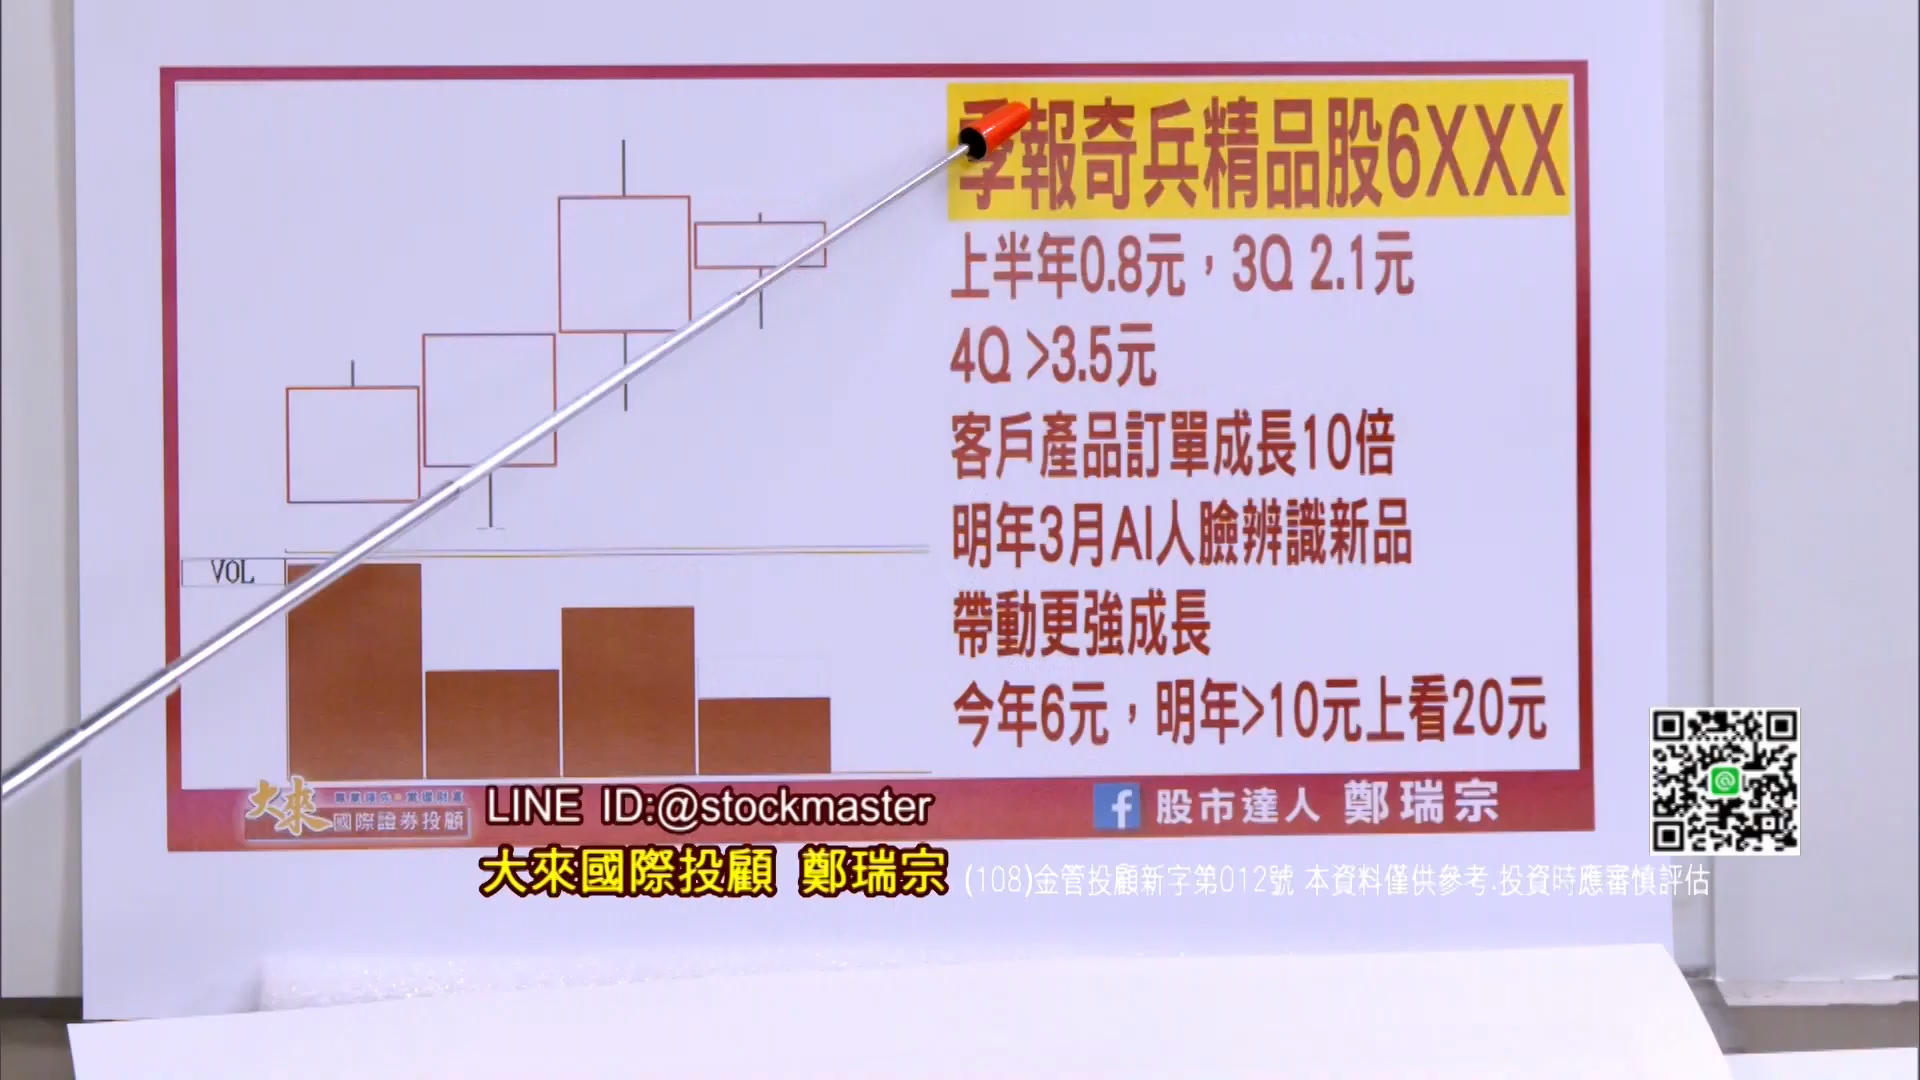 季報奇兵精品股6XXX
上半年0.8元，3Q 2.1元
4Q >3.5元
客戶產品訂單成長10倍
明年3月AI人臉辨識新品
帶動更強成長
今年6元，明年>10元上看20元
VOL
大來
國際證券投顧
LINE ID:@stockmaster
f 股市達人 鄭瑞宗
大來國際投顧 鄭瑞宗
(108)金管投顧新字第012號 本資料僅供參考.投資時應審慎評估